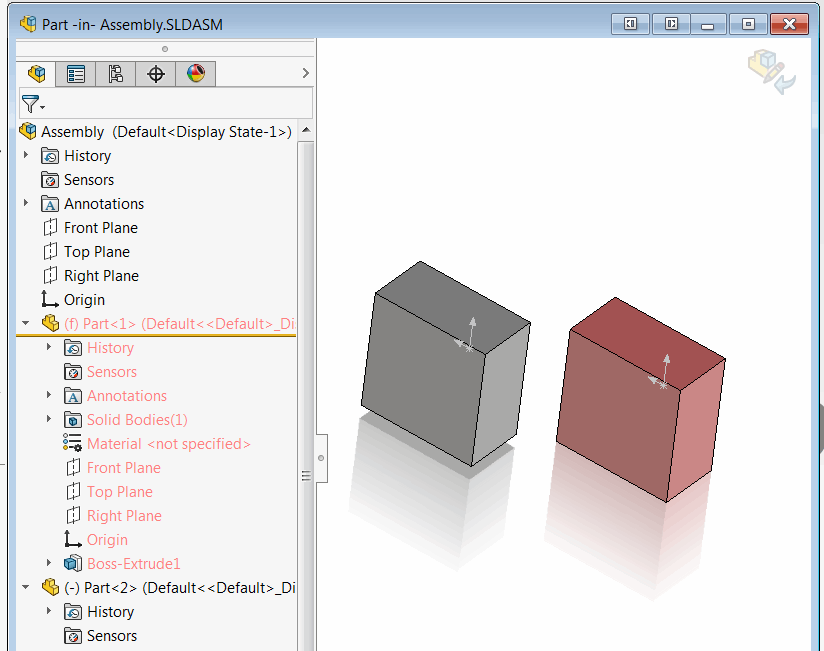 Part -in- Assembly.SLDASM
Assembly (Default<Display State-1>)
History
Sensors
Annotations
Front Plane
Top Plane
Right Plane
Origin
(f) Part<1> (Default<<Default>_Di
History
Sensors
Annotations
Solid Bodies(1)
Material <not specified>
Front Plane
Top Plane
Right Plane
Origin
Boss-Extrude1
(-) Part<2> (Default<<Default>_Di
History
Sensors